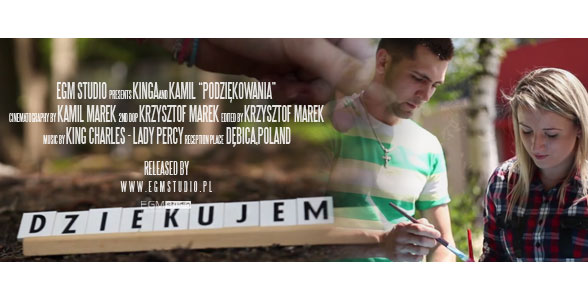 EGM STUDIO PRESENTS KINGA AND KAMIL "PODZIĘKOWANIA"
CINEMATOGRAPHY BY KAMIL MAREK 2ND DOP KRZYSZTOF MAREK EDITED BY KRZYSZTOF MAREK
MUSIC BY KING CHARLES - LADY PERCY RECEPTION PLACE DĘBICA,POLAND
RELEASED BY
WWW.EGMSTUDIO.PL
EGM
DZIEKUJEM